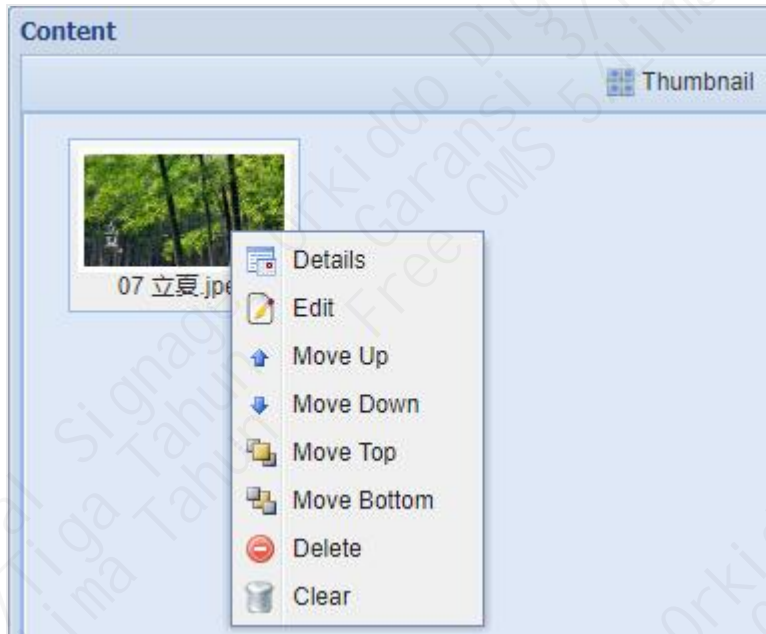 Content
Thumbnail
07 立夏.jpe
Details
Edit
Move Up
Move Down
Move Top
Move Bottom
Delete
Clear